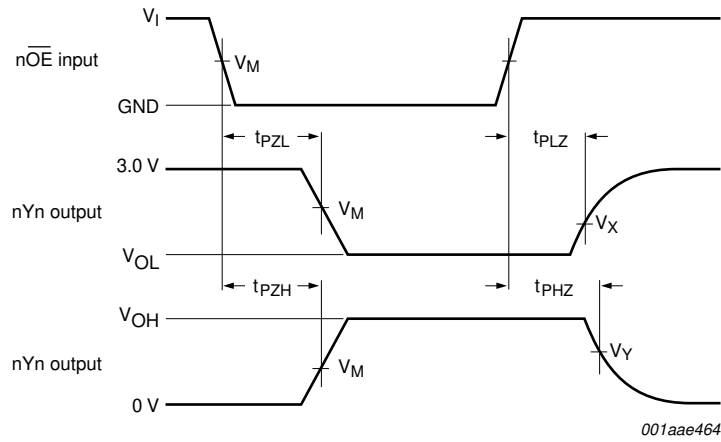 V_I
nO̅E̅ input
V_M
GND
t_PZL
t_PLZ
3.0 V
nYn output
V_M
V_X
V_OL
t_PZH
t_PHZ
V_OH
nYn output
V_M
V_Y
0 V
001aae464